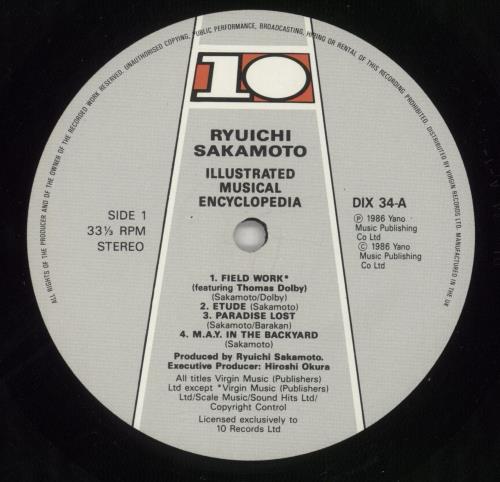 ALL RIGHTS OF THE PRODUCER AND OF THE OWNER OF THE RECORDED WORK RESERVED. UNAUTHORISED COPYING, PUBLIC PERFORMANCE, BROADCASTING, HIRING OR RENTAL OF THIS RECORDING PROHIBITED. DISTRIBUTED BY VIRGIN RECORDS LTD. MANUFACTURED IN THE UK
10
RYUICHI
SAKAMOTO
ILLUSTRATED
MUSICAL
ENCYCLOPEDIA
SIDE 1
33⅓ RPM
STEREO
DIX 34-A
Ⓟ 1986 Yano
Music Publishing
Co Ltd
© 1986 Yano
Music Publishing
Co Ltd
1. FIELD WORK*
(featuring Thomas Dolby)
(Sakamoto/Dolby)
2. ETUDE (Sakamoto)
3. PARADISE LOST
(Sakamoto/Barakan)
4. M.A.Y. IN THE BACKYARD
(Sakamoto)
Produced by Ryuichi Sakamoto.
Executive Producer: Hiroshi Okura
All titles Virgin Music (Publishers)
Ltd except *Virgin Music (Publishers)
Ltd/Scale Music/Sound Hits Ltd/
Copyright Control
Licensed exclusively to
10 Records Ltd